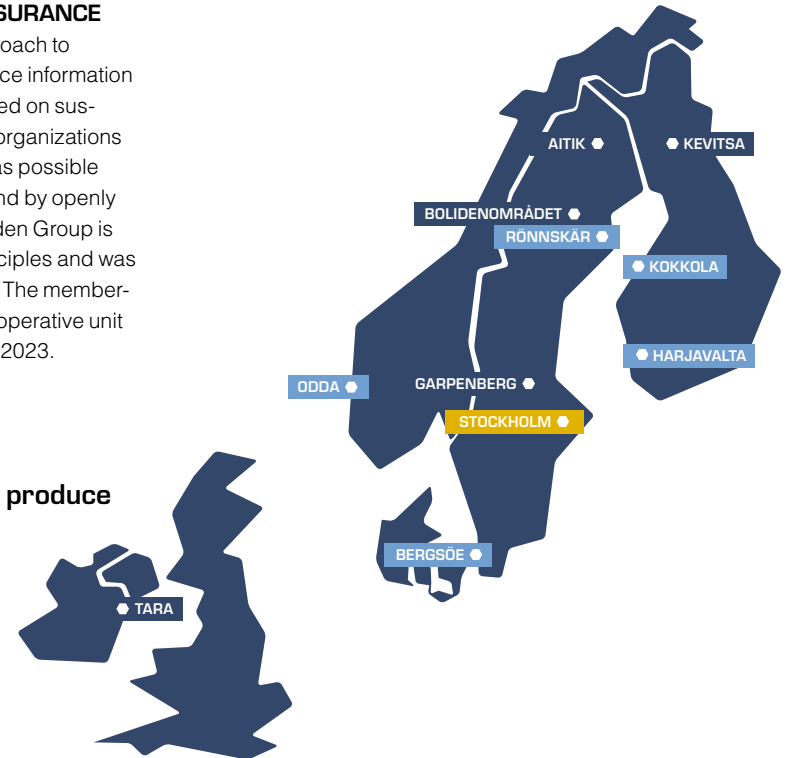 SURANCE
oach to
ce information
ed on sus-
organizations
as possible
nd by openly
den Group is
ciples and was
The member-
operative unit
2023.
produce
AITIK
KEVITSA
BOLIDENOMRÅDET
RÖNNSKÄR
KOKKOLA
HARJAVALTA
ODDA
GARPENBERG
STOCKHOLM
BERGSÖE
TARA